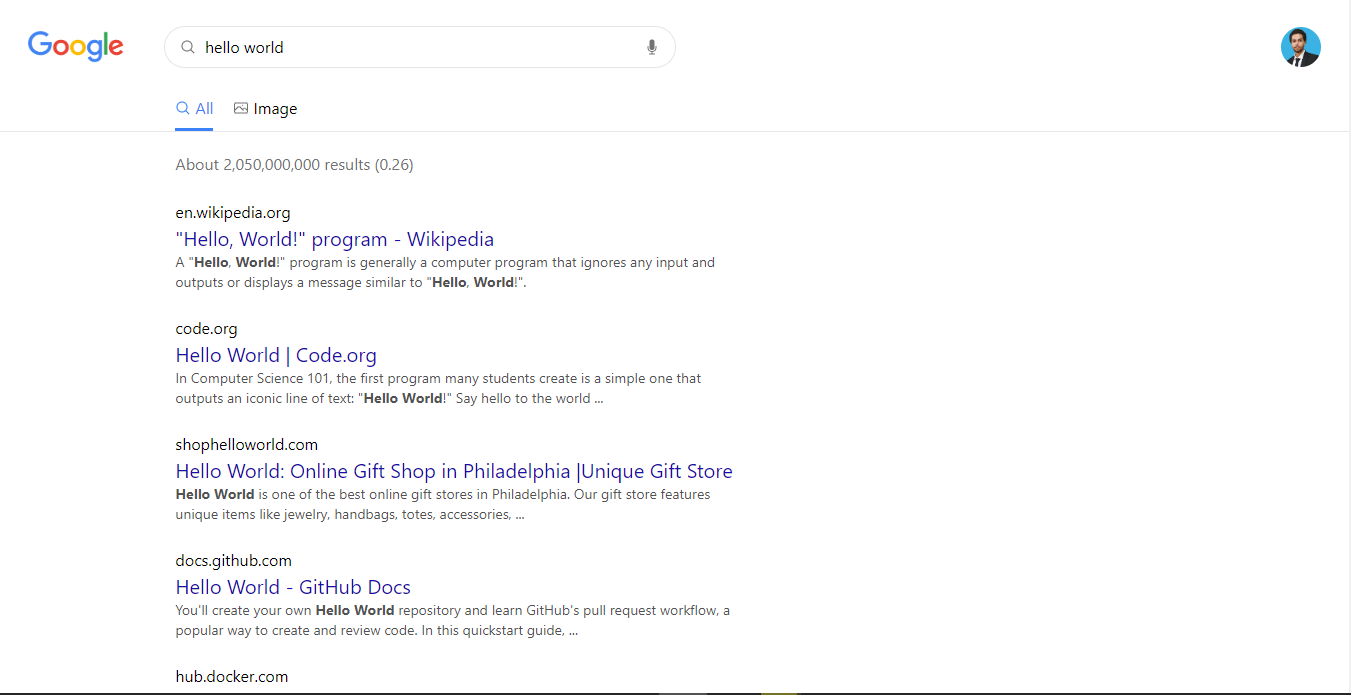 Google
hello world
All Image
About 2,050,000,000 results (0.26)
en.wikipedia.org
"Hello, World!" program - Wikipedia
A "Hello, World!" program is generally a computer program that ignores any input and
outputs or displays a message similar to "Hello, World!".
code.org
Hello World | Code.org
In Computer Science 101, the first program many students create is a simple one that
outputs an iconic line of text: "Hello World!" Say hello to the world ...
shophelloworld.com
Hello World: Online Gift Shop in Philadelphia |Unique Gift Store
Hello World is one of the best online gift stores in Philadelphia. Our gift store features
unique items like jewelry, handbags, totes, accessories, ...
docs.github.com
Hello World - GitHub Docs
You'll create your own Hello World repository and learn GitHub's pull request workflow, a
popular way to create and review code. In this quickstart guide, ...
hub.docker.com